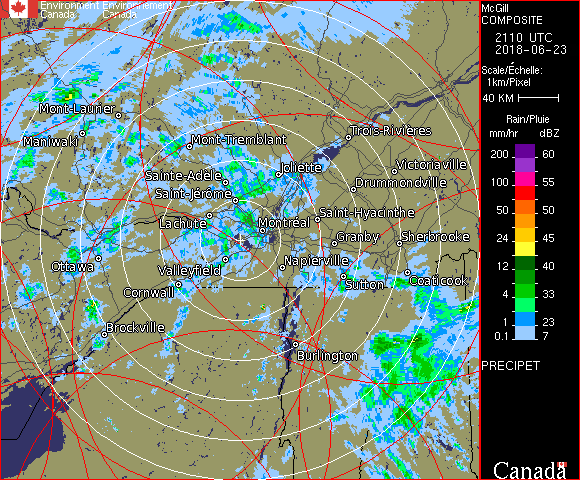 Environment Environnement
Canada Canada
McGill
COMPOSITE
2110 UTC
2018-06-23
Scale/Échelle:
1km/Pixel
40 KM
Rain/Pluie
mm/hr dBZ
200 60
100 55
50 50
24 45
12 40
4 33
1 23
0.1 7
PRECIPET
Canada
Mont-Laurier
Maniwaki
Mont-Tremblant
Trois-Rivières
Sainte-Adèle
Joliette
Victoriaville
Saint-Jérôme
Drummondville
Lachute
Montréal
Saint-Hyacinthe
Granby
Sherbrooke
Ottawa
Valleyfield
Napierville
Cornwall
Sutton
Coaticook
Brockville
Burlington